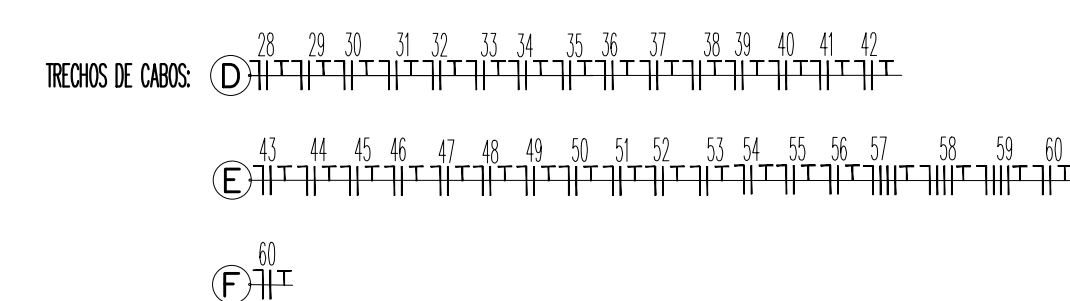 28 29 30 31 32 33 34 35 36 37 38 39 40 41 42
TRECHOS DE CABOS: D
43 44 45 46 47 48 49 50 51 52 53 54 55 56 57 58 59 60
E
60
F